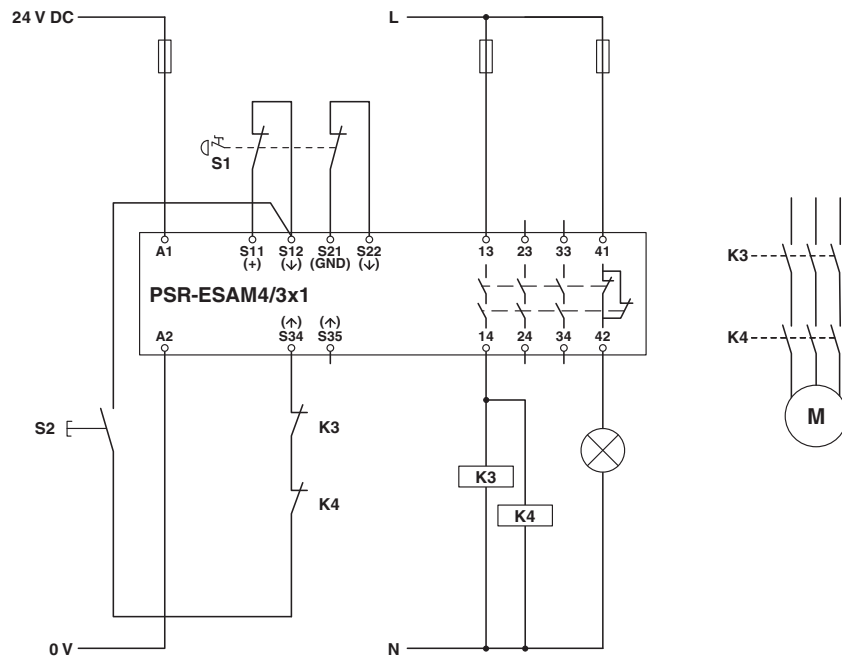 24 V DC
L
S1
A1
S11
(+)
S12
(↓)
S21
(GND)
S22
(↓)
13
23
33
41
PSR-ESAM4/3x1
A2
(↑)
S34
(↑)
S35
14
24
34
42
K3
K4
M
S2
K3
K4
K3
K4
0 V
N